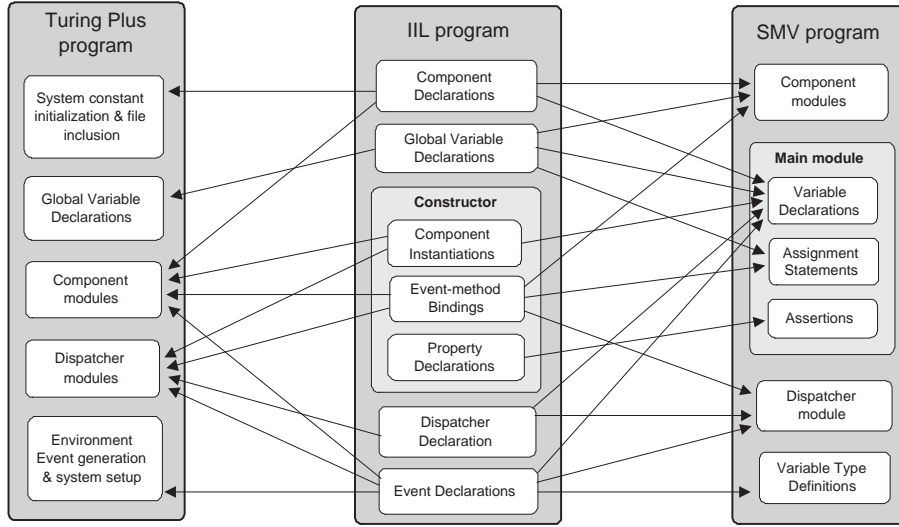 Turing Plus
program
System constant
initialization & file
inclusion
Global Variable
Declarations
Component
modules
Dispatcher
modules
Environment
Event generation
& system setup
IIL program
Component
Declarations
Global Variable
Declarations
Constructor
Component
Instantiations
Event-method
Bindings
Property
Declarations
Dispatcher
Declaration
Event Declarations
SMV program
Component
modules
Main module
Variable
Declarations
Assignment
Statements
Assertions
Dispatcher
module
Variable Type
Definitions